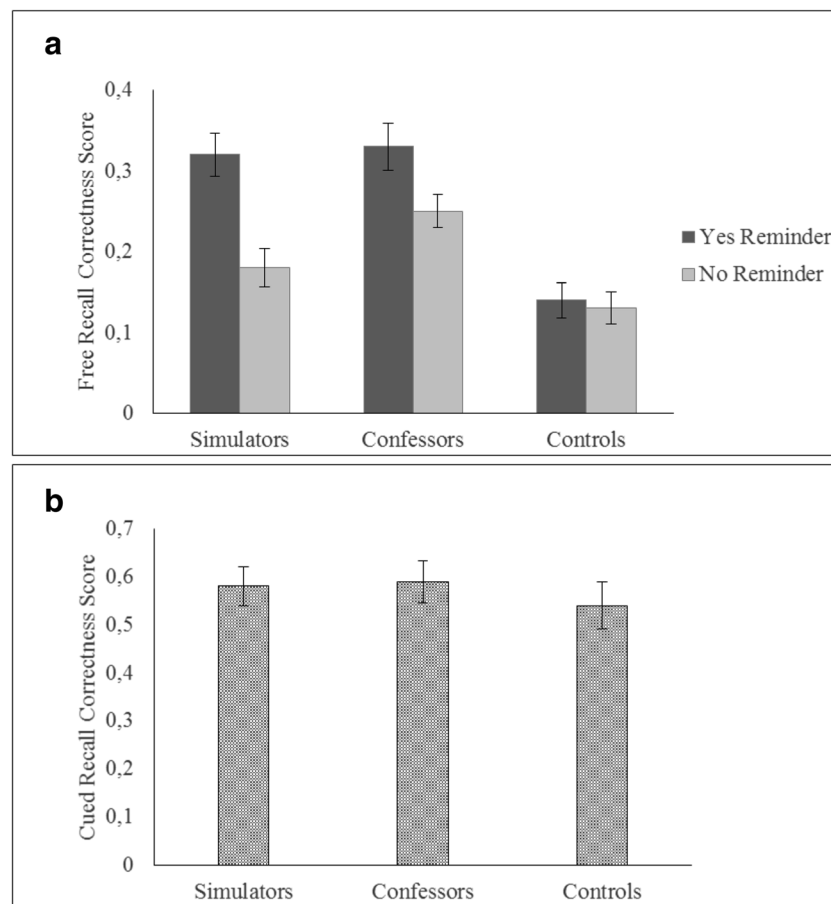 a
Free Recall Correctness Score
0,4
0,3
0,2
0,1
0
Simulators Confessors Controls
Yes Reminder
No Reminder
b
Cued Recall Correctness Score
0,7
0,6
0,5
0,4
0,3
0,2
0,1
0
Simulators Confessors Controls